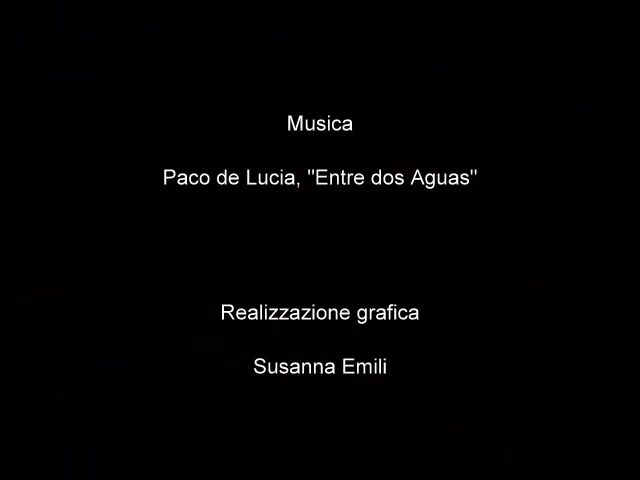 Musica
Paco de Lucia, "Entre dos Aguas"
Realizzazione grafica
Susanna Emili